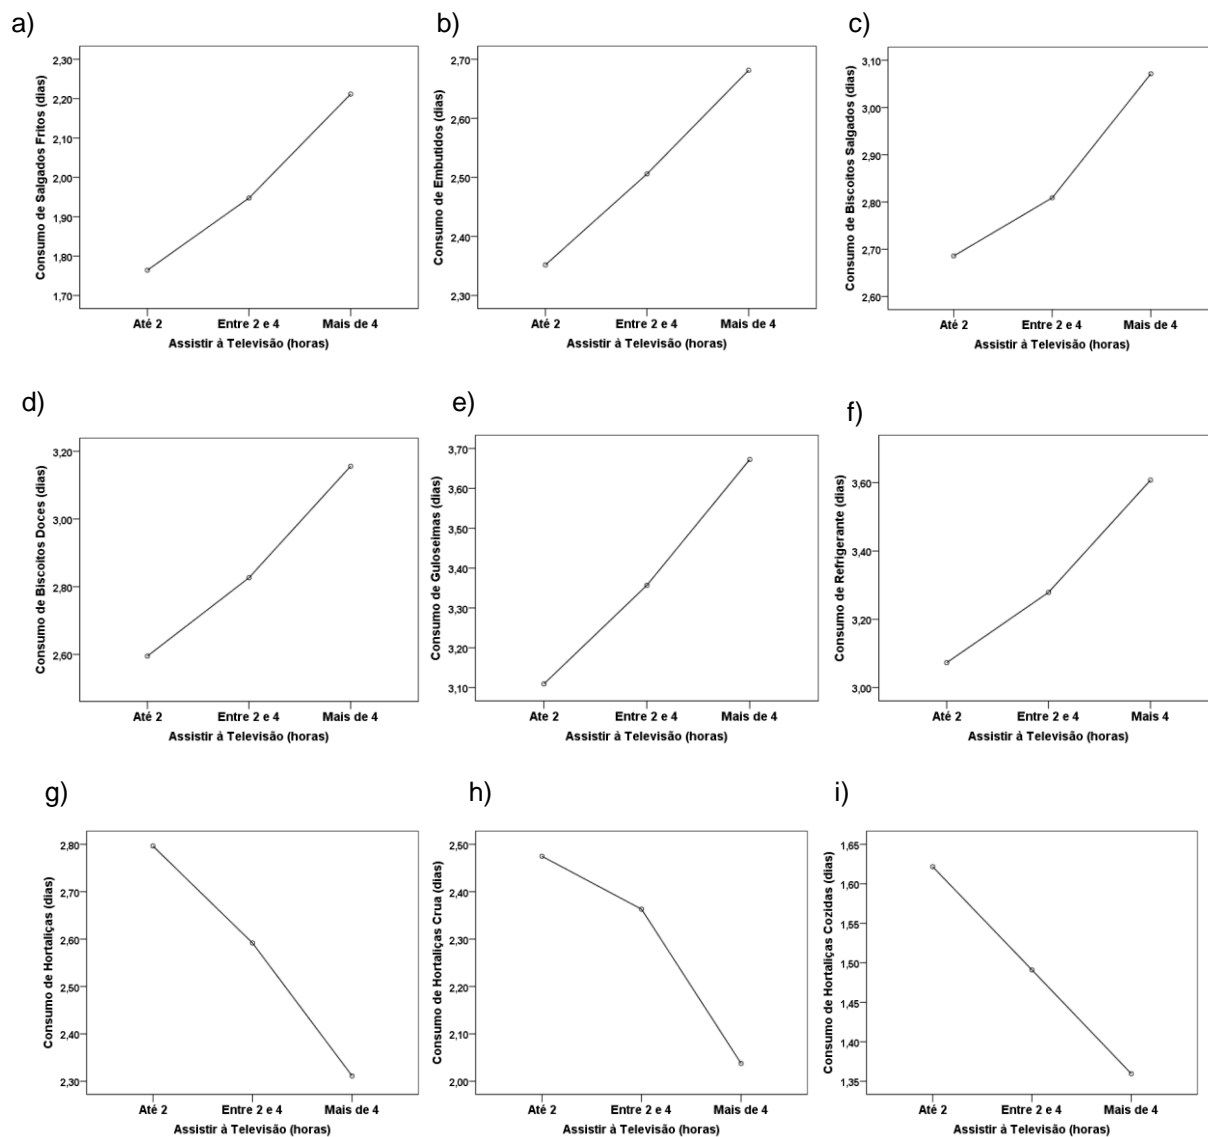 a)
Consumo de Salgados Fritos (dias)
2,30
2,20
2,10
2,00
1,90
1,80
1,70
Até 2
Entre 2 e 4
Mais de 4
Assistir à Televisão (horas)
b)
Consumo de Embutidos (dias)
2,70
2,60
2,50
2,40
2,30
Até 2
Entre 2 e 4
Mais de 4
Assistir à Televisão (horas)
c)
Consumo de Biscoitos Salgados (dias)
3,10
3,00
2,90
2,80
2,70
2,60
Até 2
Entre 2 e 4
Mais de 4
Assistir à Televisão (horas)
d)
Consumo de Biscoitos Doces (dias)
3,20
3,00
2,80
2,60
Até 2
Entre 2 e 4
Mais de 4
Assistir à Televisão (horas)
e)
Consumo de Guloseimas (dias)
3,70
3,60
3,50
3,40
3,30
3,20
3,10
Até 2
Entre 2 e 4
Mais de 4
Assistir à Televisão (horas)
f)
Consumo de Refrigerante (dias)
3,60
3,40
3,20
3,00
Até 2
Entre 2 e 4
Mais 4
Assistir à Televisão (horas)
g)
Consumo de Hortaliças (dias)
2,80
2,70
2,60
2,50
2,40
2,30
Até 2
Entre 2 e 4
Mais de 4
Assistir à Televisão (horas)
h)
Consumo de Hortaliças Crua (dias)
2,50
2,40
2,30
2,20
2,10
2,00
Até 2
Entre 2 e 4
Mais de 4
Assistir à Televisão (horas)
i)
Consumo de Hortaliças Cozidas (dias)
1,65
1,60
1,55
1,50
1,45
1,40
1,35
Até 2
Entre 2 e 4
Mais de 4
Assistir à Televisão (horas)